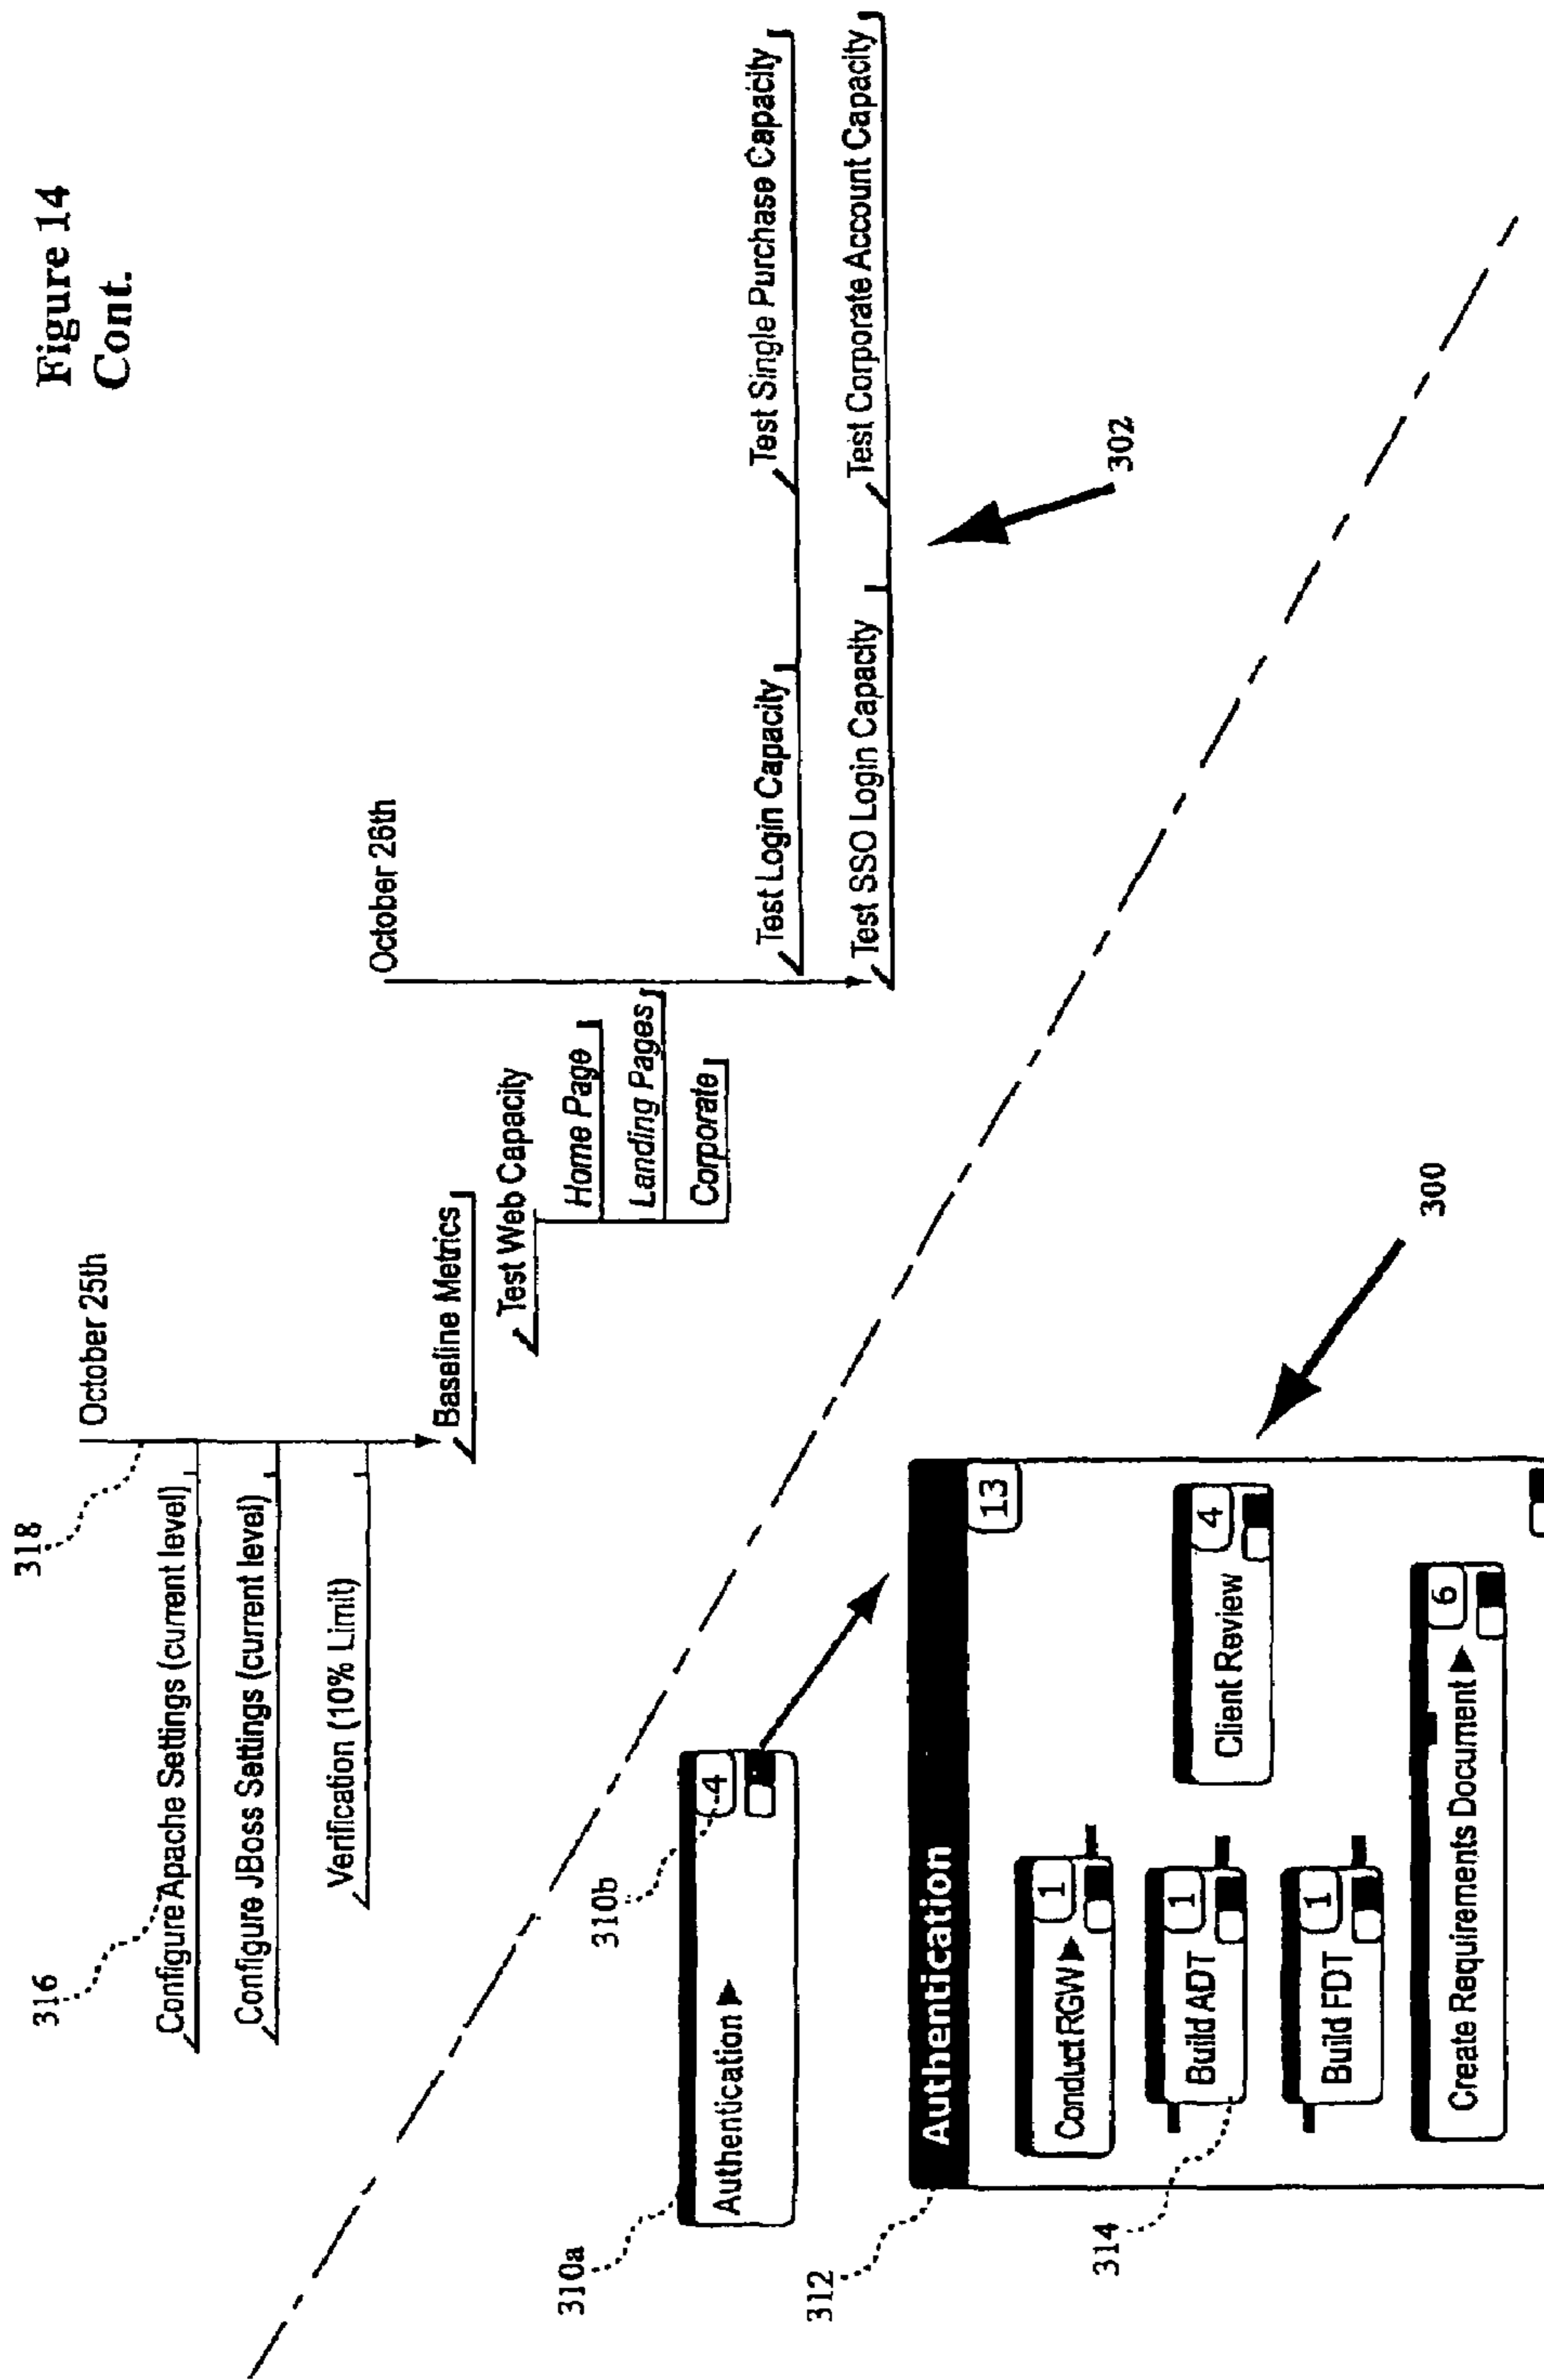 Figure 14
Cont.
318
October 25th
316
Configure Apache Settings (current level)
Configure JBoss Settings (current level)
Verification (10% Limit)
Baseline Metrics
Test Web Capacity
Home Page
Landing Pages
Corporate
October 26th
Test Login Capacity
Test Single Purchase Capacity
Test SSO Login Capacity
Test Corporate Account Capacity
302
310a
310b
Authentication ▶
4
300
312
Authentication
13
Conduct RGW ▶
1
314
Build ADT
1
Client Review
4
Build FDT
1
Create Requirements Document ▶
6